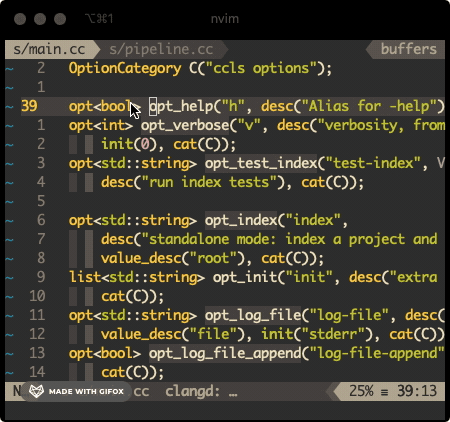 ⌥⌘1 nvim
s/main.cc s/pipeline.cc buffers
~ 2 OptionCategory C("ccls options");
~ 1
39 opt<bool> opt_help("h", desc("Alias for -help")
~ 1 opt<int> opt_verbose("v", desc("verbosity, from
~ 2 init(0), cat(C));
~ 3 opt<std::string> opt_test_index("test-index", V
~ 4 desc("run index tests"), cat(C));
~ 5
~ 6 opt<std::string> opt_index("index",
~ 7 desc("standalone mode: index a project and
~ 8 value_desc("root"), cat(C));
~ 9 list<std::string> opt_init("init", desc("extra
~ 10 cat(C));
~ 11 opt<std::string> opt_log_file("log-file", desc(
~ 12 value_desc("file"), init("stderr"), cat(C))
~ 13 opt<bool> opt_log_file_append("log-file-append"
~ 14 cat(C));
N MADE WITH GIFOX cc clangd: … 25% ≡ 39:13